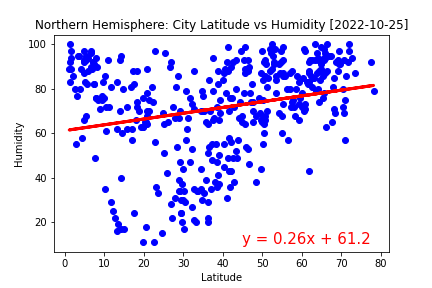 Northern Hemisphere: City Latitude vs Humidity [2022-10-25]
100
80
60
40
20
Humidity
y = 0.26x + 61.2
0 10 20 30 40 50 60 70 80
Latitude